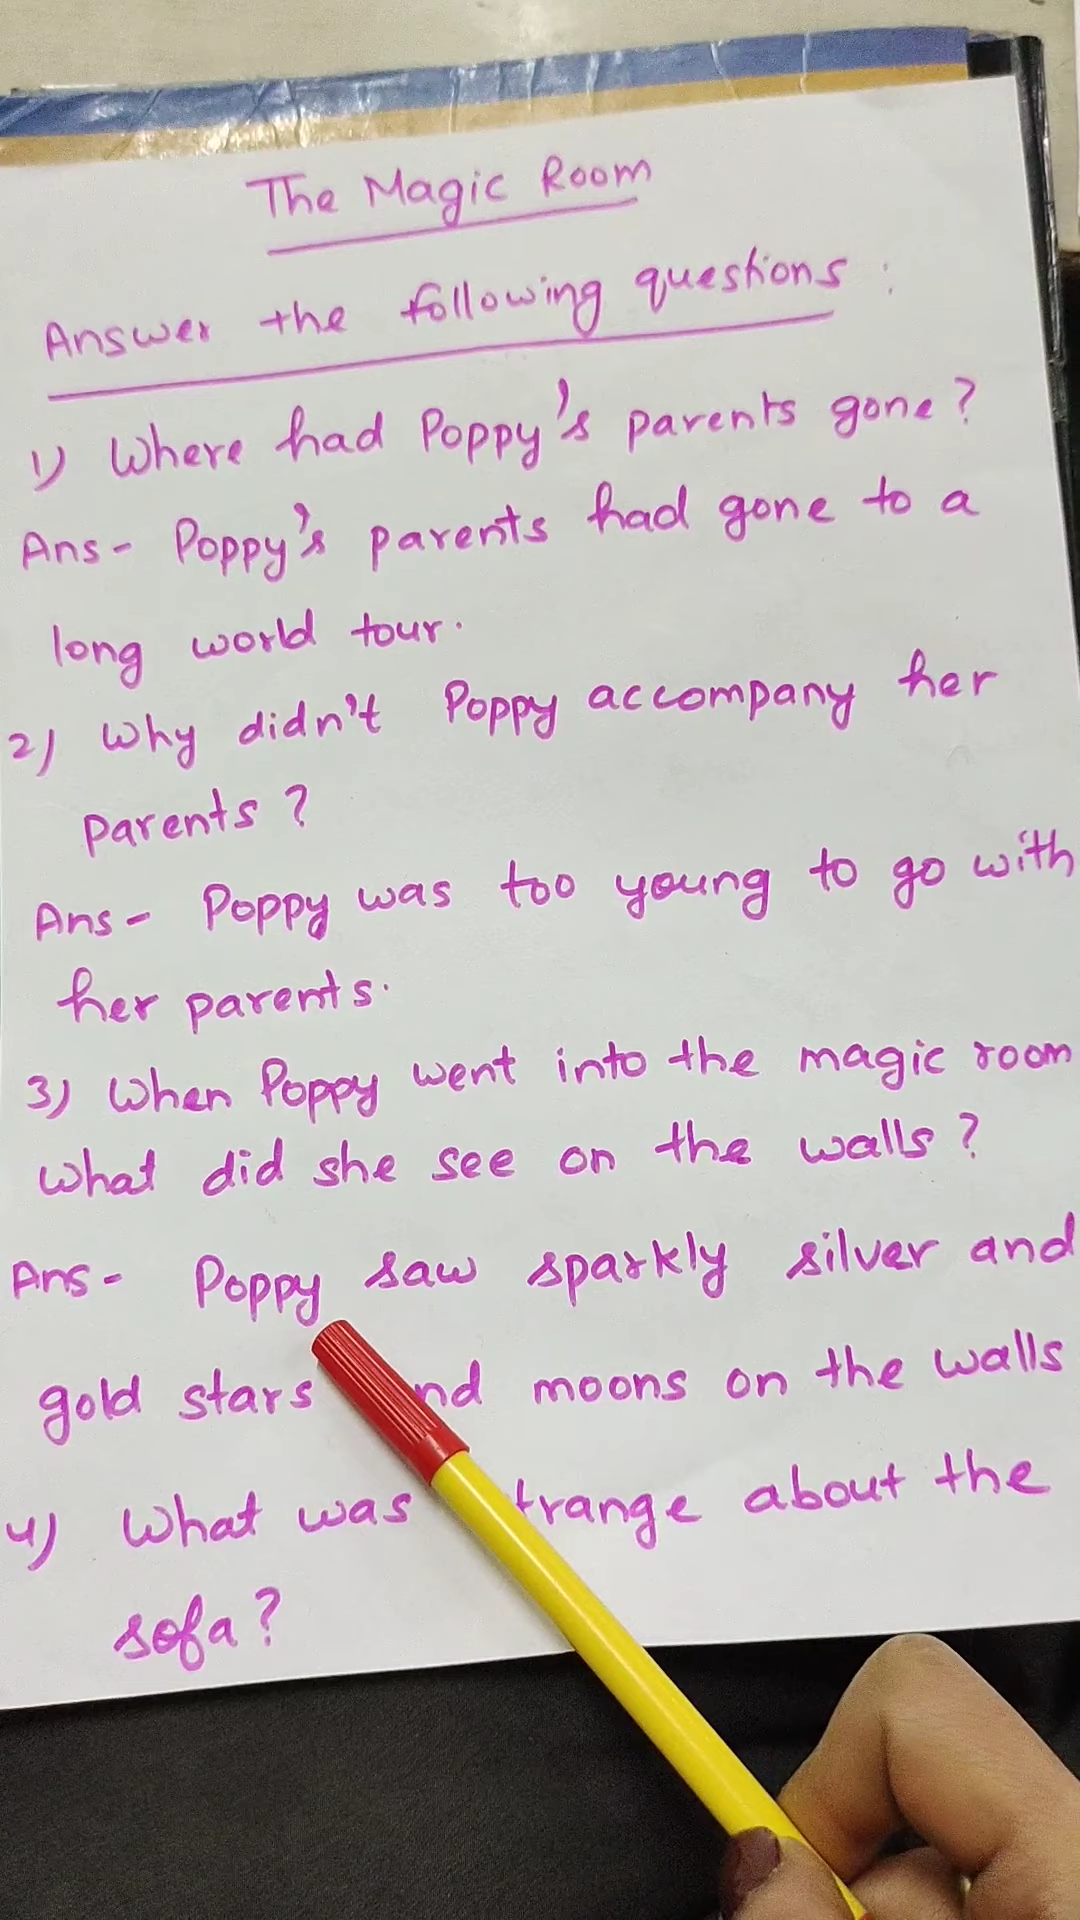 The Magic Room
Answer the following questions :
1) Where had Poppy's parents gone?
Ans- Poppy's parents had gone to a
long world tour.
2) Why didn't Poppy accompany her
parents?
Ans- Poppy was too young to go with
her parents.
3) When Poppy went into the magic room
what did she see on the walls?
Ans- Poppy saw sparkly silver and
gold stars nd moons on the walls
4) What was trange about the
sofa?